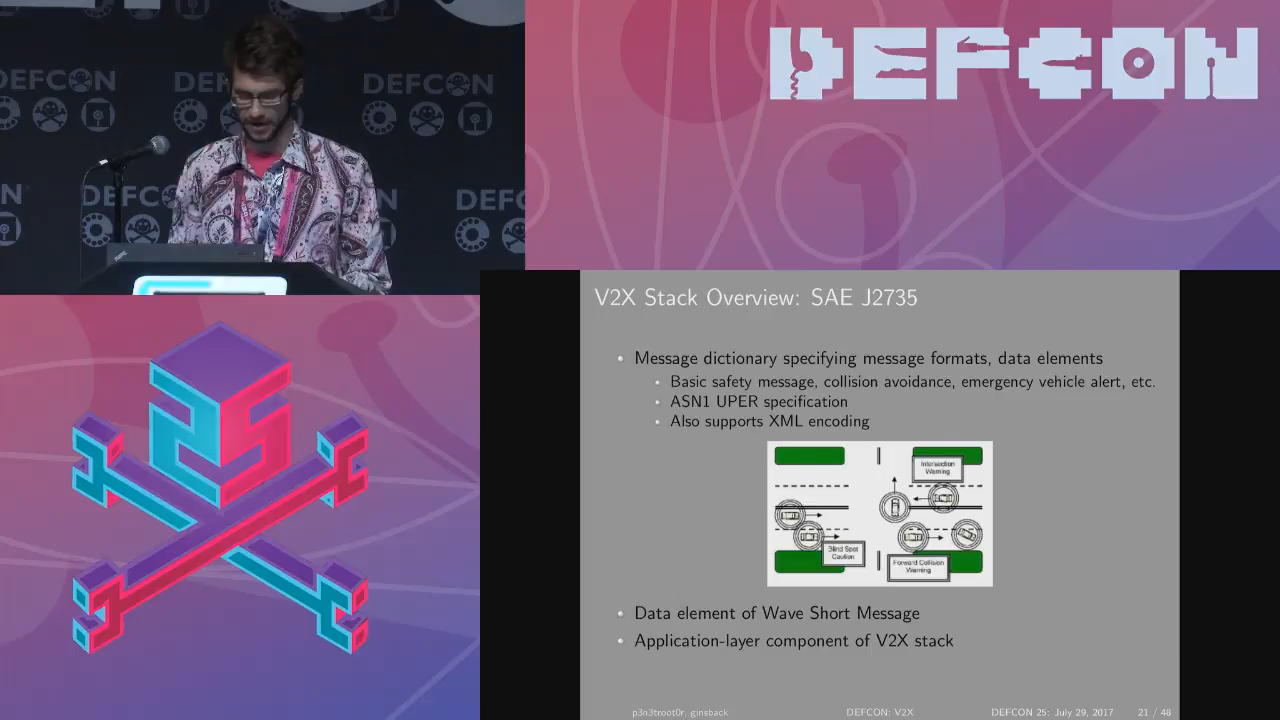 DEFCON
DEFCON
DEFCON
DEFCON
DEFCON
DEFCON
V2X Stack Overview: SAE J2735
• Message dictionary specifying message formats, data elements
• Basic safety message, collision avoidance, emergency vehicle alert, etc.
• ASN1 UPER specification
• Also supports XML encoding
Intersection
Warning
Blind Spot
Caution
Forward Collision
Warning
• Data element of Wave Short Message
• Application-layer component of V2X stack
p3n3troot0r, ginsback
DEFCON: V2X
DEFCON 25: July 29, 2017
21 / 48